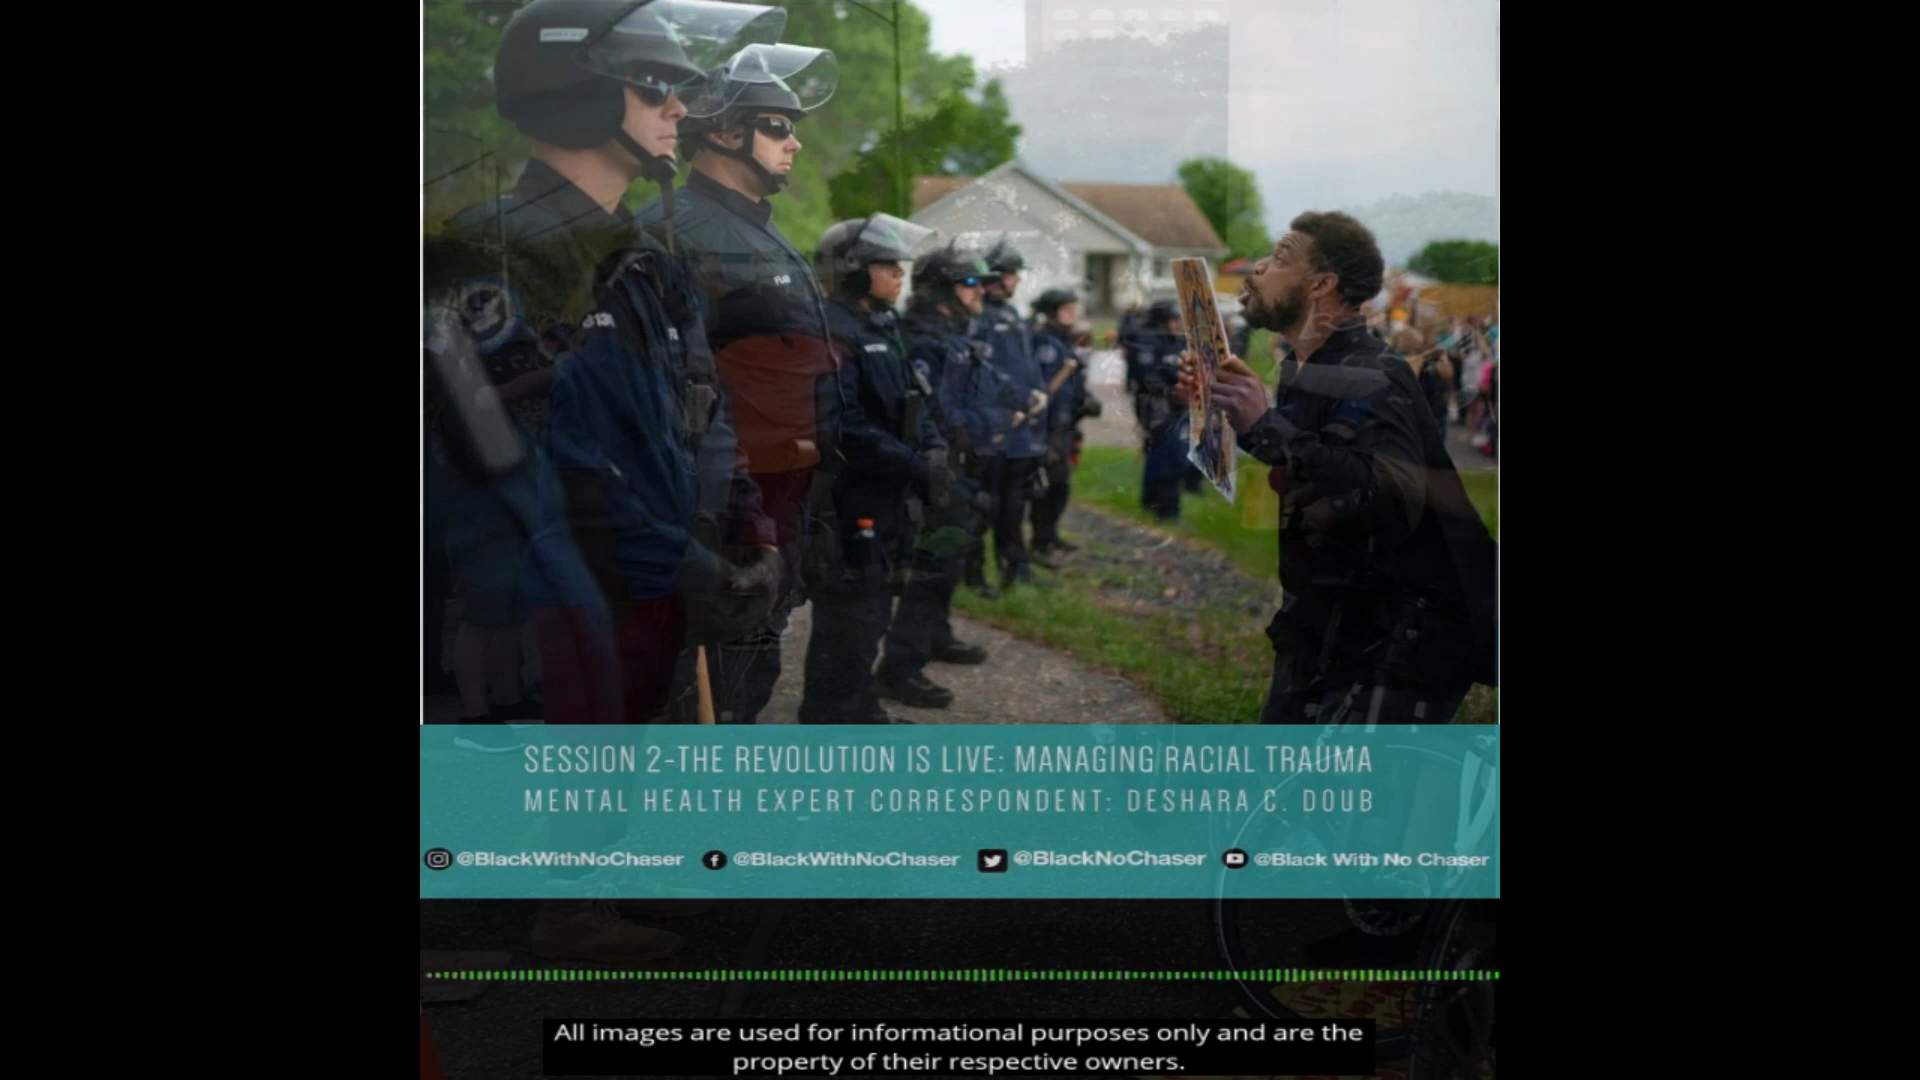 SESSION 2-THE REVOLUTION IS LIVE: MANAGING RACIAL TRAUMA
MENTAL HEALTH EXPERT CORRESPONDENT: DESHARA C. DOUB
@BlackWithNoChaser @BlackWithNoChaser @BlackNoChaser @Black With No Chaser
All images are used for informational purposes only and are the
property of their respective owners.